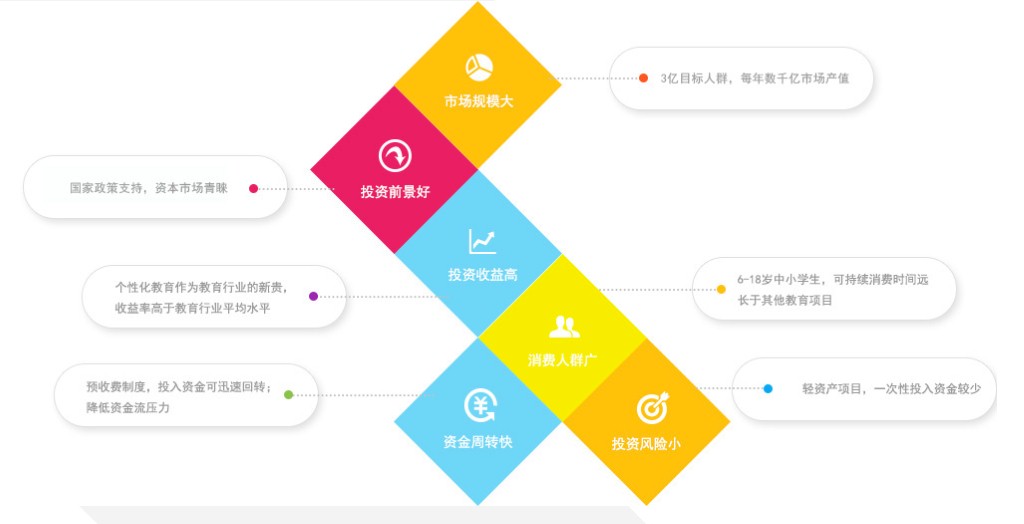 市场规模大
3亿目标人群，每年数千亿市场产值
投资前景好
国家政策支持，资本市场青睐
投资收益高
个性化教育作为教育行业的新贵，
收益率高于教育行业平均水平
消费人群广
6-18岁中小学生，可持续消费时间远
长于其他教育项目
资金周转快
预收费制度，投入资金可迅速回转；
降低资金流压力
投资风险小
轻资产项目，一次性投入资金较少